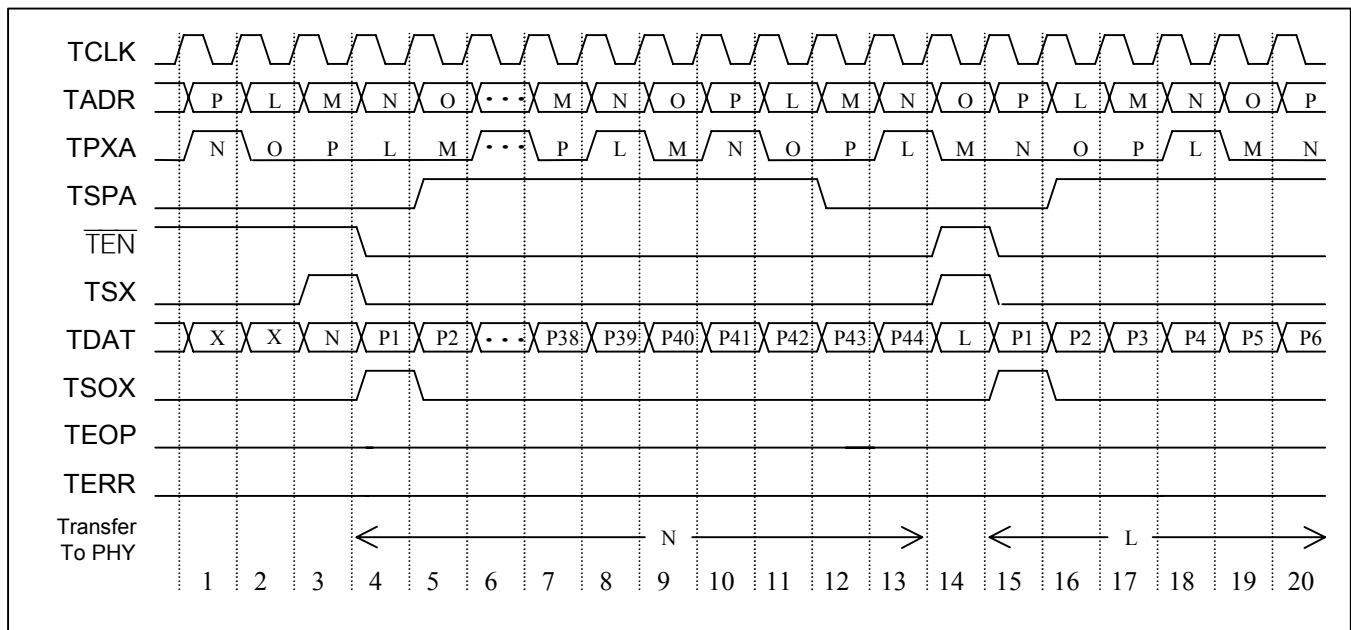 TCLK
TADR P L M N O ··· M N O P L M N O P L M N O P
TPXA N O P L M ··· P L M N O P L M N O P L M N
TSPA
TEN
TSX
TDAT X X N P1 P2 ··· P38 P39 P40 P41 P42 P43 P44 L P1 P2 P3 P4 P5 P6
TSOX
TEOP
TERR
Transfer
To PHY
N L
1 2 3 4 5 6 7 8 9 10 11 12 13 14 15 16 17 18 19 20